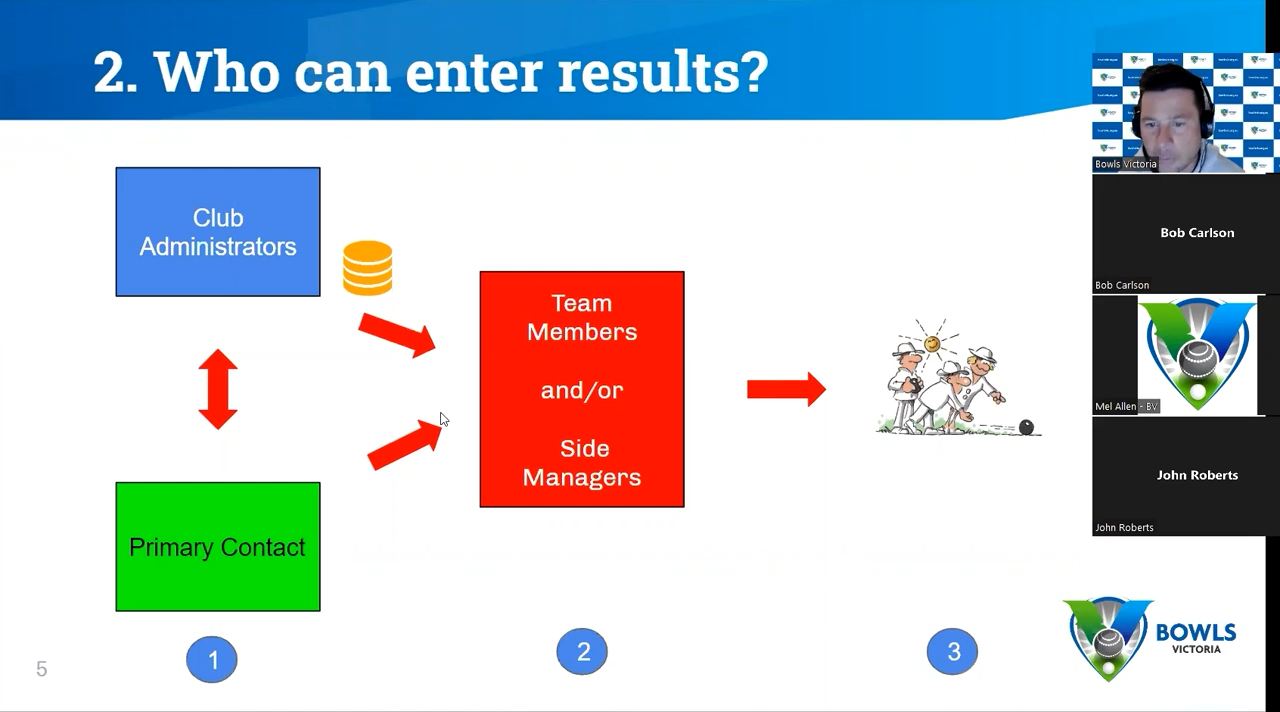 2. Who can enter results?
Club
Administrators
Team
Members
and/or
Side
Managers
Primary Contact
1
2
3
5
BOWLS
VICTORIA
Bowls Victoria
Bob Carlson
Bob Carlson
Mel Allen - BV
John Roberts
John Roberts